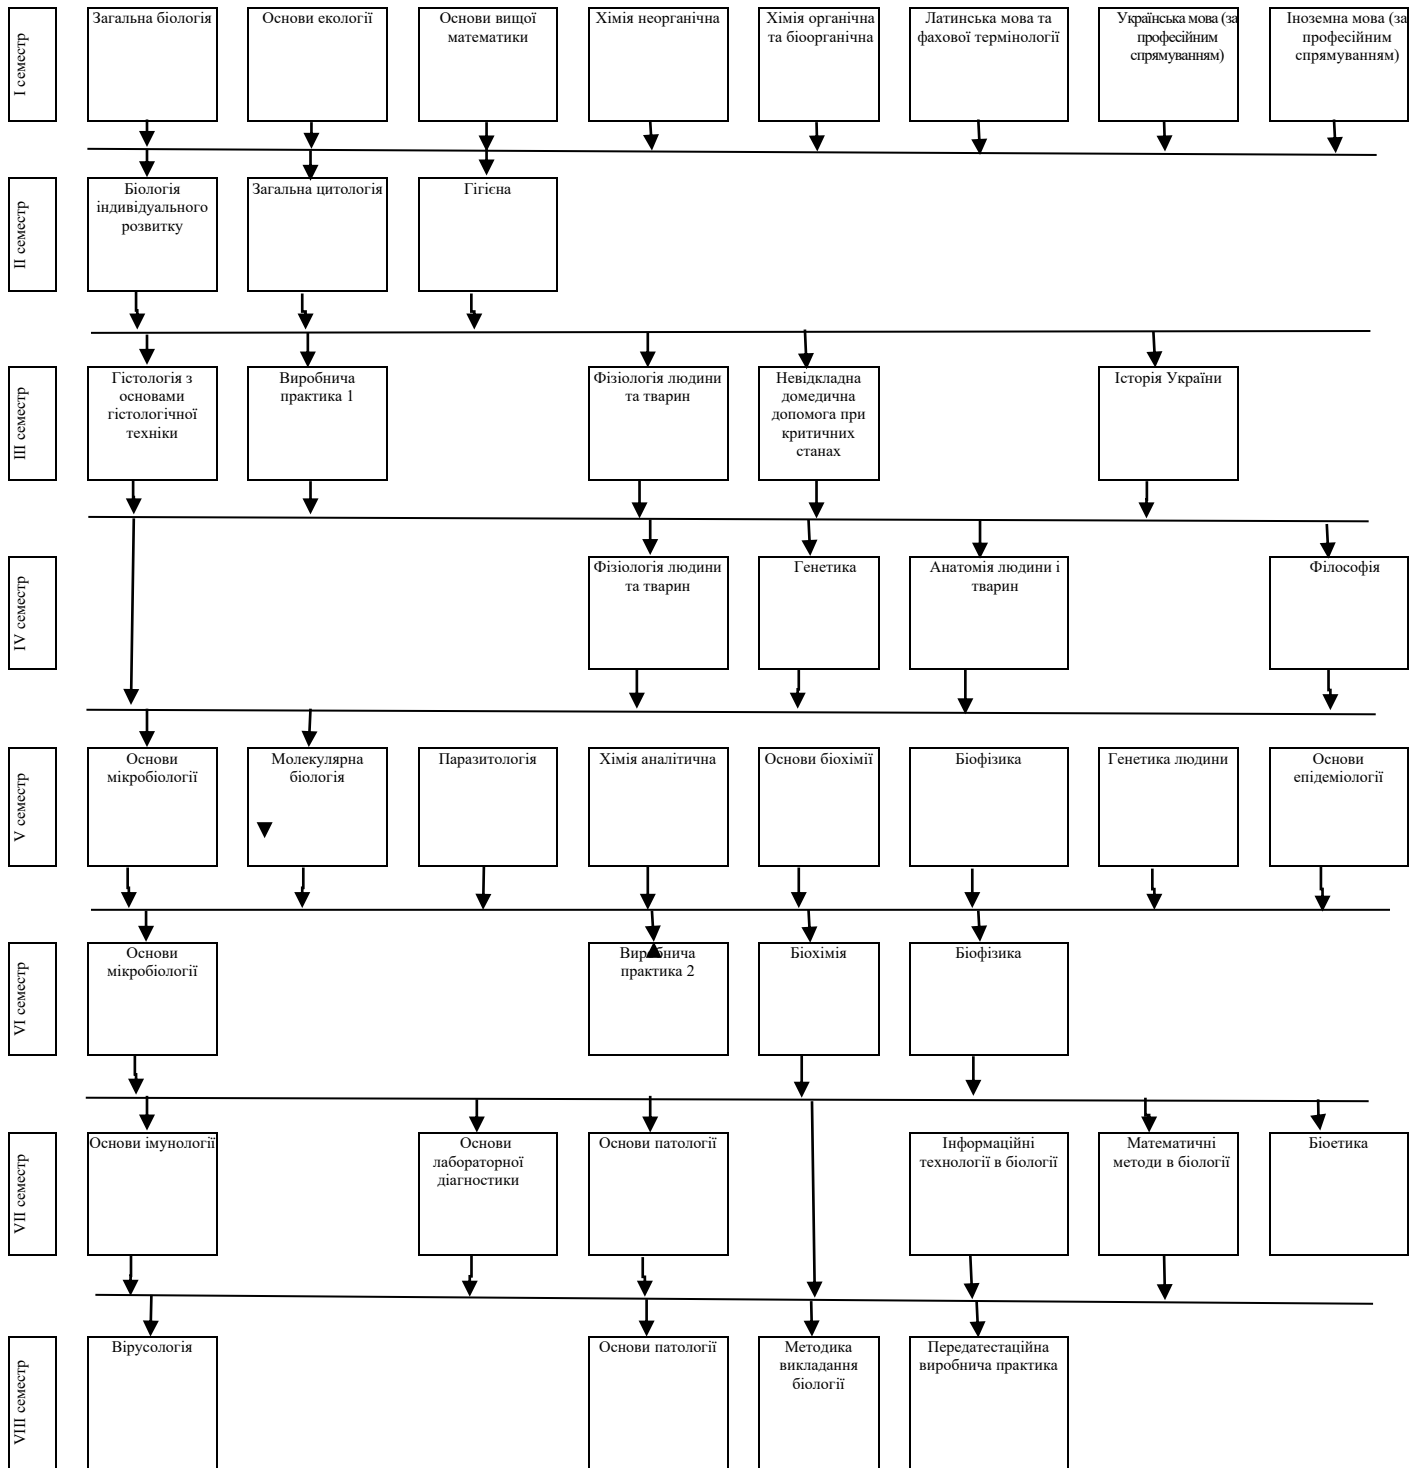 I семестр
Загальна біологія
Основи екології
Основи вищої
математики
Хімія неорганічна
Хімія органічна
та біоорганічна
Латинська мова та
фахової термінології
Українська мова (за
професійним
спрямуванням)
Іноземна мова (за
професійним
спрямуванням)
II семестр
Біологія
індивідуального
розвитку
Загальна цитологія
Гігієна
III семестр
Гістологія з
основами
гістологічної
техніки
Виробнича
практика 1
Фізіологія людини
та тварин
Невідкладна
домедична
допомога при
критичних
станах
Історія України
IV семестр
Фізіологія людини
та тварин
Генетика
Анатомія людини і
тварин
Філософія
V семестр
Основи
мікробіології
Молекулярна
біологія
Паразитологія
Хімія аналітична
Основи біохімії
Біофізика
Генетика людини
Основи
епідеміології
VI семестр
Основи
мікробіології
Виробнича
практика 2
Біохімія
Біофізика
VII семестр
Основи імунології
Основи
лабораторної
діагностики
Основи патології
Інформаційні
технології в біології
Математичні
методи в біології
Біоетика
VIII семестр
Вірусологія
Основи патології
Методика
викладання
біології
Передатестаційна
виробнича практика